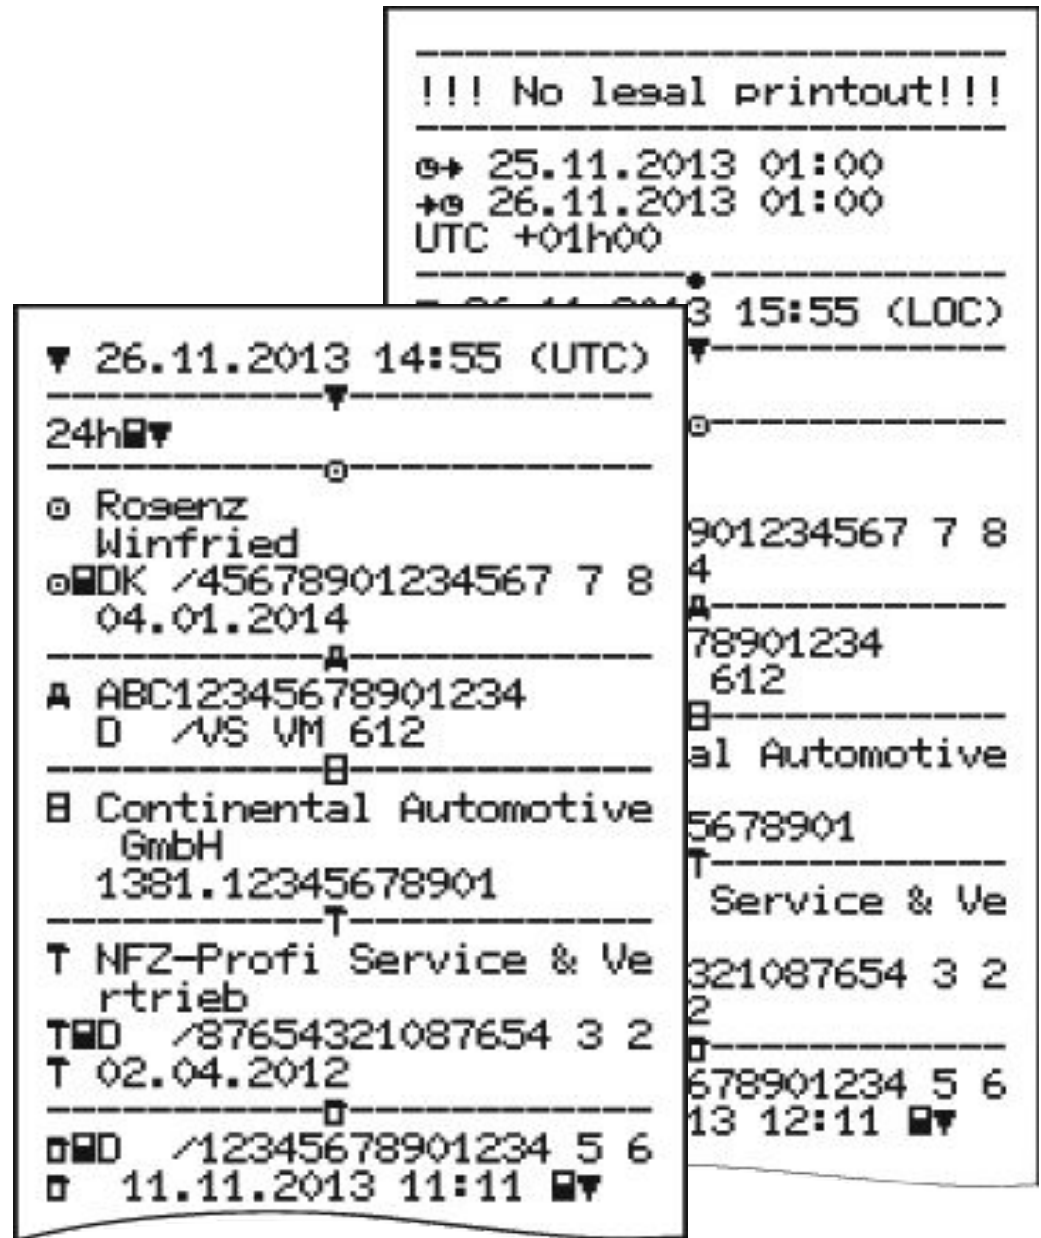 !!! No legal printout!!!
25.11.2013 01:00
26.11.2013 01:00
UTC +01h00
3 15:55 (LOC)
901234567 7 8
4
78901234
612
al Automotive
5678901
Service & Ve
321087654 3 2
2
678901234 5 6
13 12:11
26.11.2013 14:55 (UTC)
24h
Rogenz
Winfried
DK /45678901234567 7 8
04.01.2014
ABC12345678901234
D /VS VM 612
Continental Automotive
GmbH
1381.12345678901
NFZ-Profi Service & Ve
rtrieb
D /87654321087654 3 2
02.04.2012
D /12345678901234 5 6
11.11.2013 11:11